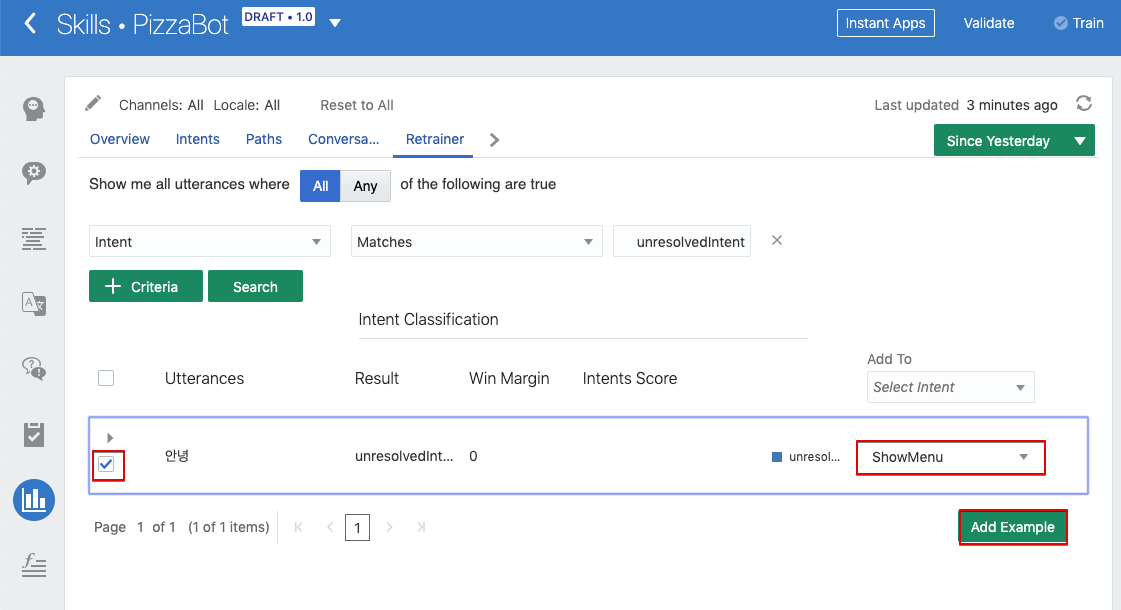 Skills • PizzaBot DRAFT • 1.0 Instant Apps Validate Train
Channels: All Locale: All Reset to All Last updated 3 minutes ago
Overview Intents Paths Conversa... Retrainer Since Yesterday
Show me all utterances where All Any of the following are true
Intent Matches unresolvedIntent
Criteria Search
Intent Classification
Add To
Utterances Result Win Margin Intents Score Select Intent
안녕 unresolvedInt... 0 unresol... ShowMenu
Page 1 of 1 (1 of 1 items) 1 Add Example